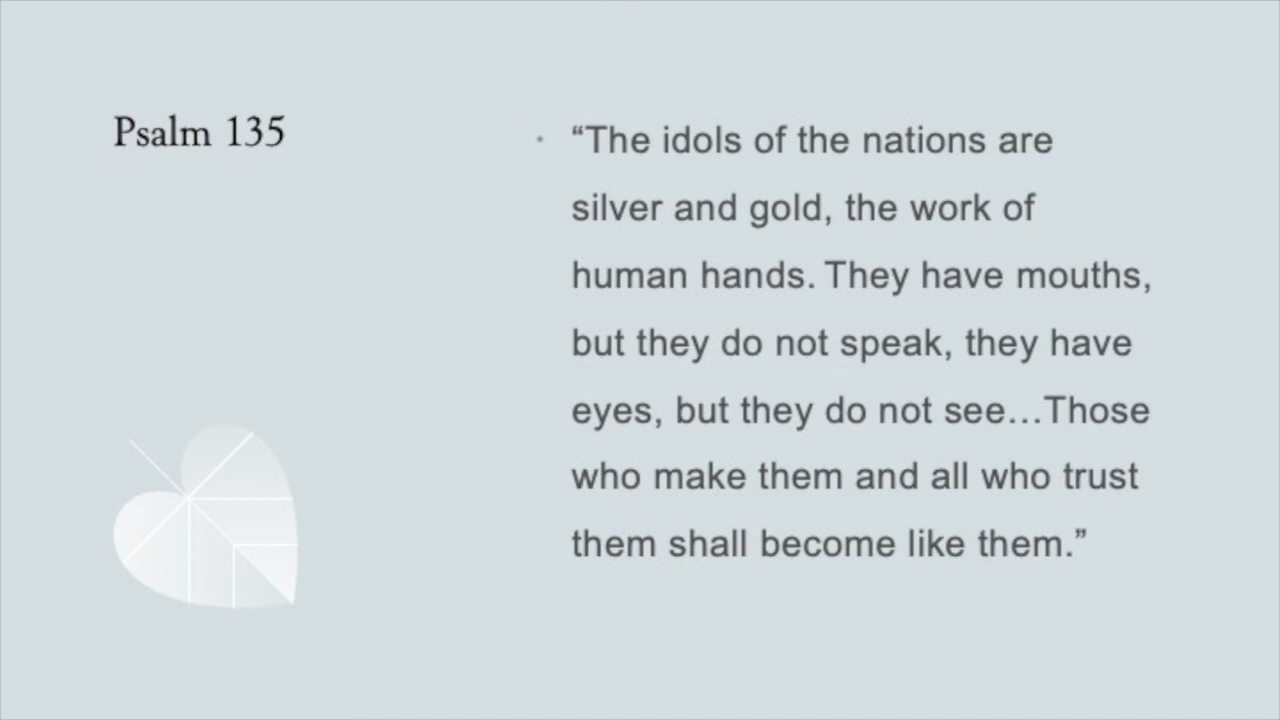 Psalm 135
“The idols of the nations are
silver and gold, the work of
human hands. They have mouths,
but they do not speak, they have
eyes, but they do not see…Those
who make them and all who trust
them shall become like them.”